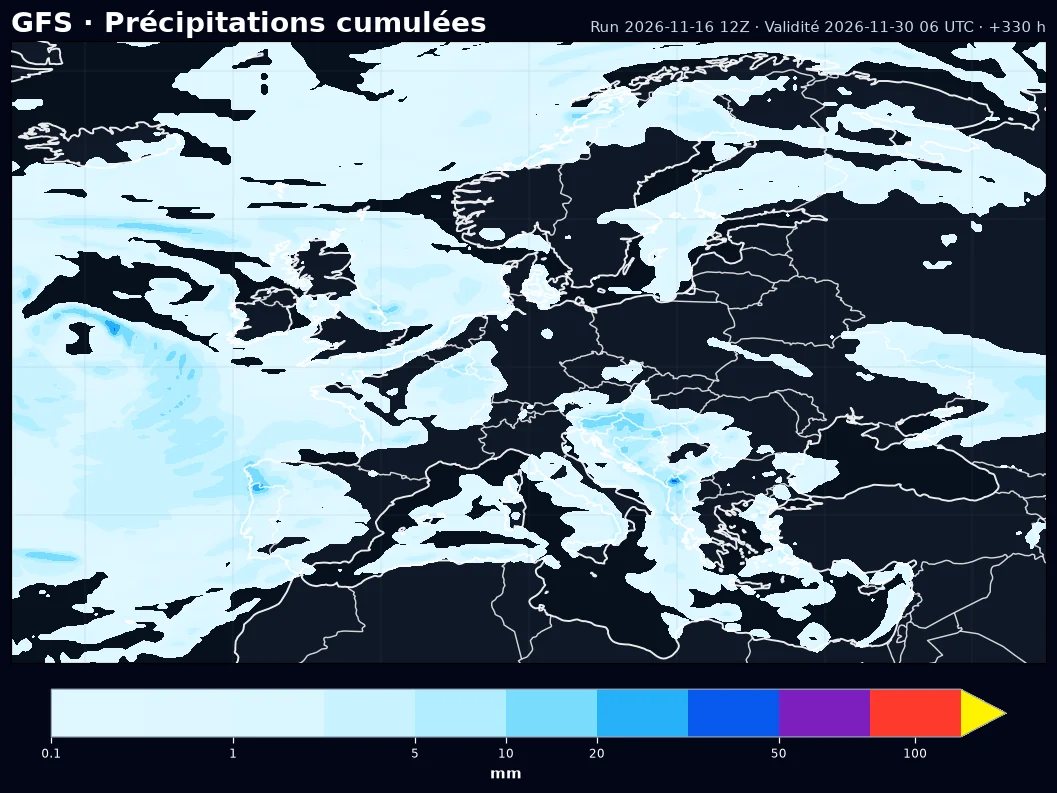 GFS · Précipitations cumulées
Run 2026-11-16 12Z · Validité 2026-11-30 06 UTC · +330 h
0.1 1 5 10 20 50 100
mm